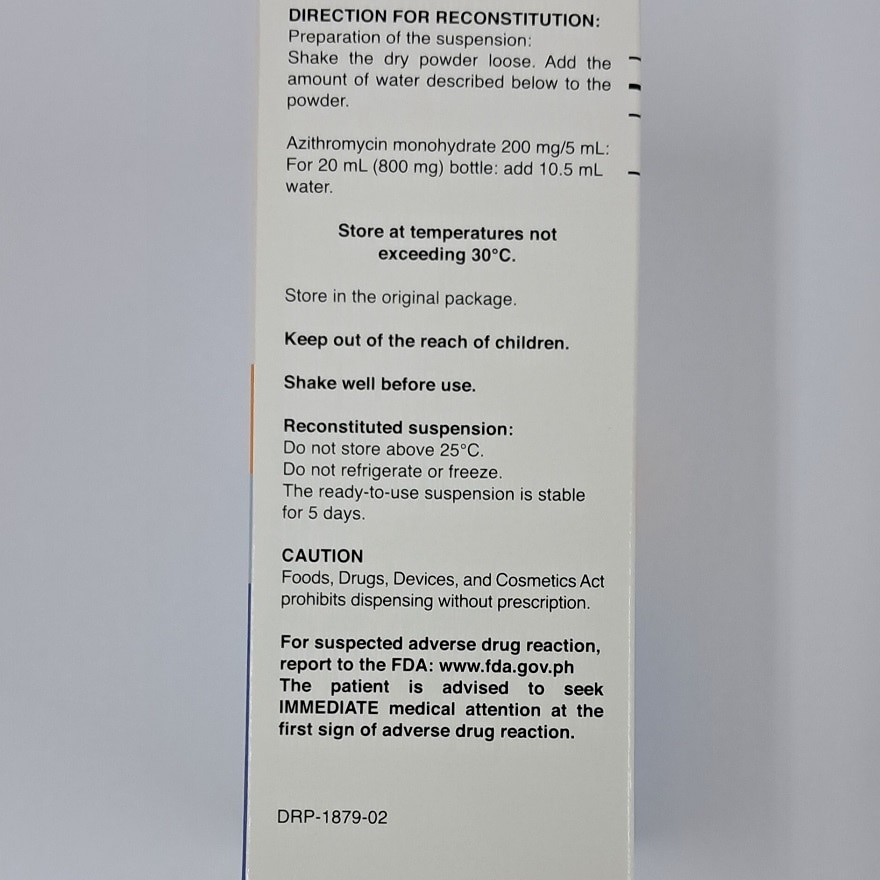 DIRECTION FOR RECONSTITUTION:
Preparation of the suspension:
Shake the dry powder loose. Add the
amount of water described below to the
powder.
Azithromycin monohydrate 200 mg/5 mL:
For 20 mL (800 mg) bottle: add 10.5 mL
water.
Store at temperatures not
exceeding 30°C.
Store in the original package.
Keep out of the reach of children.
Shake well before use.
Reconstituted suspension:
Do not store above 25°C.
Do not refrigerate or freeze.
The ready-to-use suspension is stable
for 5 days.
CAUTION
Foods, Drugs, Devices, and Cosmetics Act
prohibits dispensing without prescription.
For suspected adverse drug reaction,
report to the FDA: www.fda.gov.ph
The patient is advised to seek
IMMEDIATE medical attention at the
first sign of adverse drug reaction.
DRP-1879-02